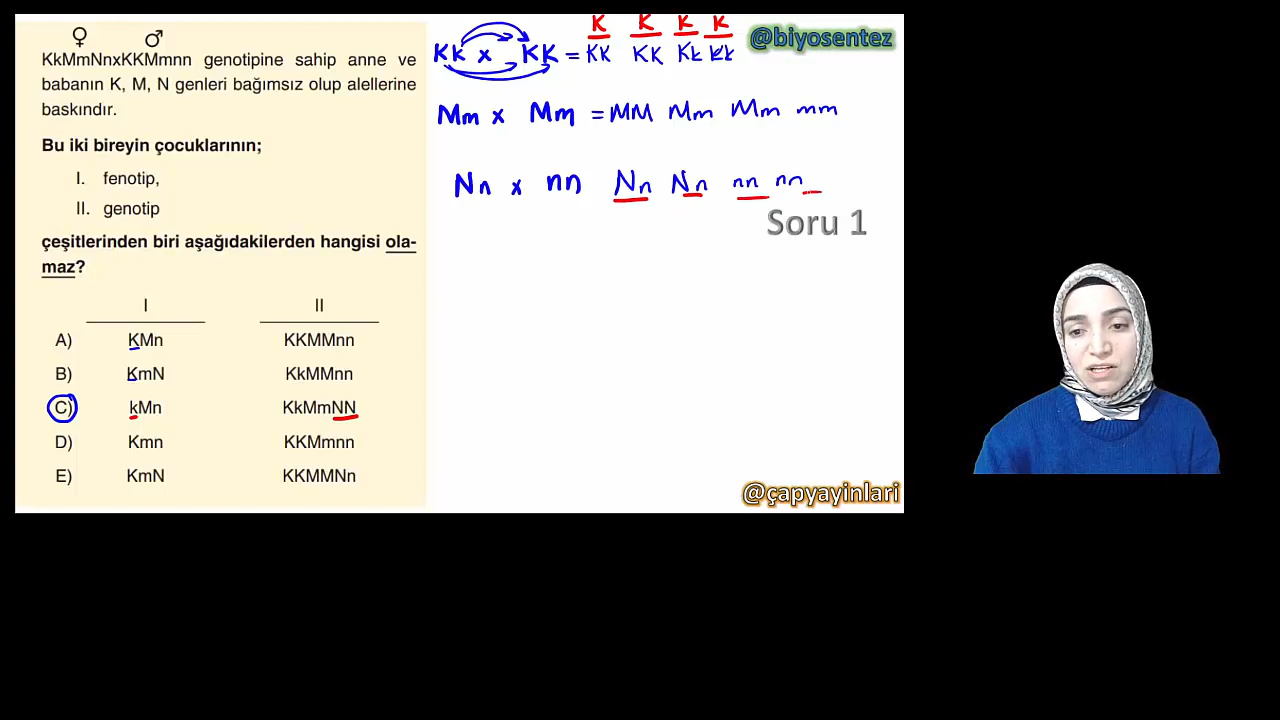 ♀ ♂
KkMmNnxKKMmnn genotipine sahip anne ve
babanın K, M, N genleri bağımsız olup alellerine
baskındır.
Bu iki bireyin çocuklarının;
I. fenotip,
II. genotip
çeşitlerinden biri aşağıdakilerden hangisi ola-
maz?
I II
A) KMn KKMMnn
B) KmN KkMMnn
C) kMn KkMmNN
D) Kmn KKMmnn
E) KmN KKMMNn
K K K K
Kk x KK = KK KK Kk Kk
Mm x Mm = MM Mm Mm mm
Nn x nn Nn Nn nn nn
@biyosentez
Soru 1
@çapyayinlari